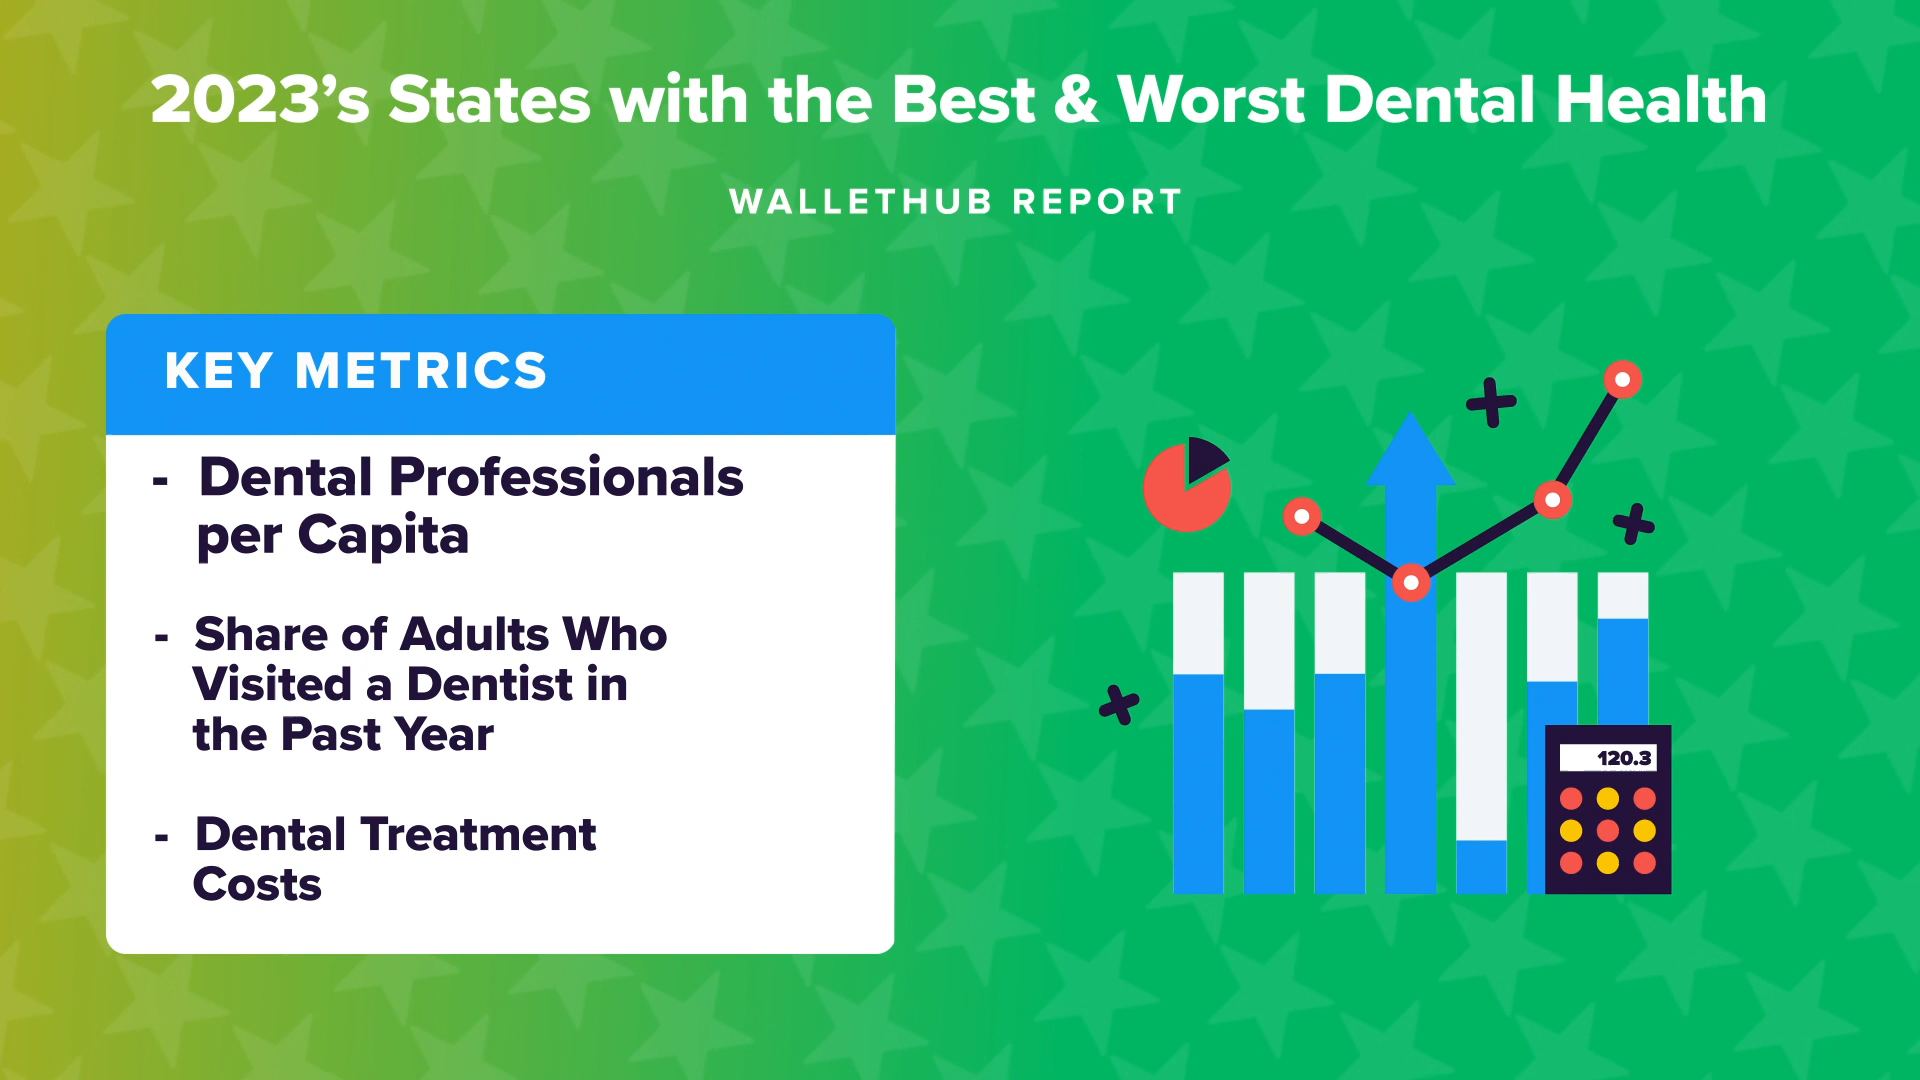 2023’s States with the Best & Worst Dental Health
WALLETHUB REPORT
KEY METRICS
- Dental Professionals
per Capita
- Share of Adults Who
Visited a Dentist in
the Past Year
- Dental Treatment
Costs
120.3